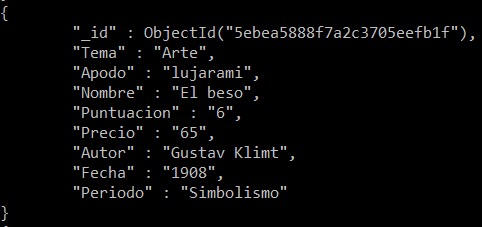 {
"_id" : ObjectId("5ebea5888f7a2c3705eefb1f"),
"Tema" : "Arte",
"Apodo" : "lujarami",
"Nombre" : "El beso",
"Puntuacion" : "6",
"Precio" : "65",
"Autor" : "Gustav Klimt",
"Fecha" : "1908",
"Periodo" : "Simbolismo"
}